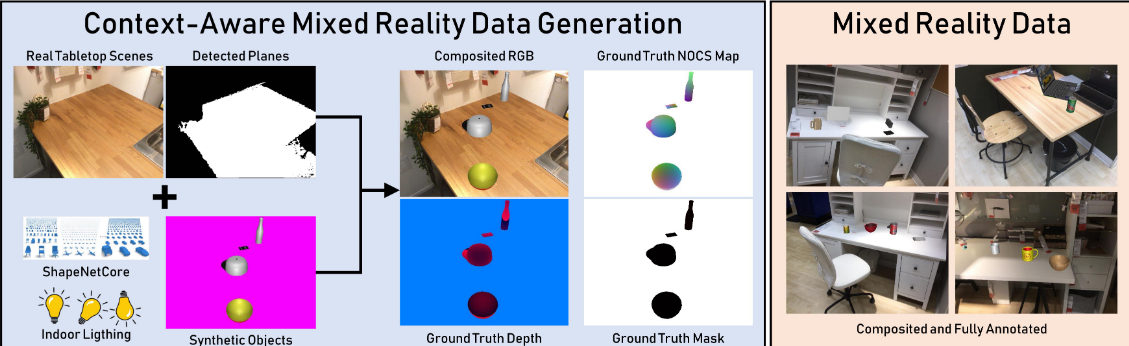 Context-Aware Mixed Reality Data Generation
Real Tabletop Scenes
Detected Planes
Composited RGB
Ground Truth NOCS Map
+
ShapeNetCore
Indoor Ligthing
Synthetic Objects
Ground Truth Depth
Ground Truth Mask
Mixed Reality Data
Composited and Fully Annotated